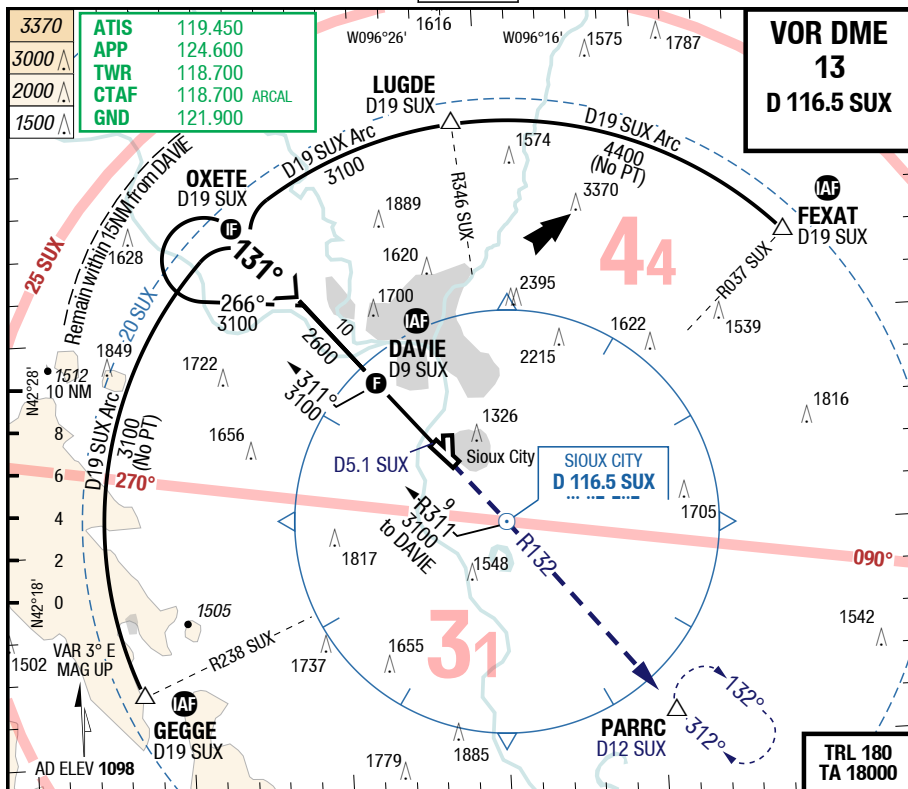 3370
3000
2000
1500
ATIS 119.450
APP 124.600
TWR 118.700
CTAF 118.700 ARCAL
GND 121.900
W096°26'
1616
W096°16'
1575
1787
VOR DME
13
D 116.5 SUX
LUGDE
D19 SUX
D19 SUX Arc
3100
D19 SUX Arc
4400
(No PT)
1574
R346 SUX
3370
IAF
FEXAT
D19 SUX
R037 SUX
OXETE
D19 SUX
IF
131°
Remain within 15NM from DAVIE
25 SUX
20 SUX
1628
1889
1620
44
266°
3100
1700
2395
2600
10
IAF
DAVIE
D9 SUX
F
2215
1622
1539
1849
1512
10 NM
N42°28'
1722
311°
3100
1816
D19 SUX Arc
3100
(No PT)
1656
1326
D5.1 SUX
Sioux City
SIOUX CITY
D 116.5 SUX
8
6
4
2
0
270°
R311
9
3100
to DAVIE
1705
1817
1548
R132
090°
N42°18'
1505
31
1542
1502
VAR 3° E
MAG UP
R238 SUX
1737
1655
132°
312°
IAF
GEGGE
D19 SUX
PARRC
D12 SUX
1885
1779
AD ELEV 1098
TRL 180
TA 18000